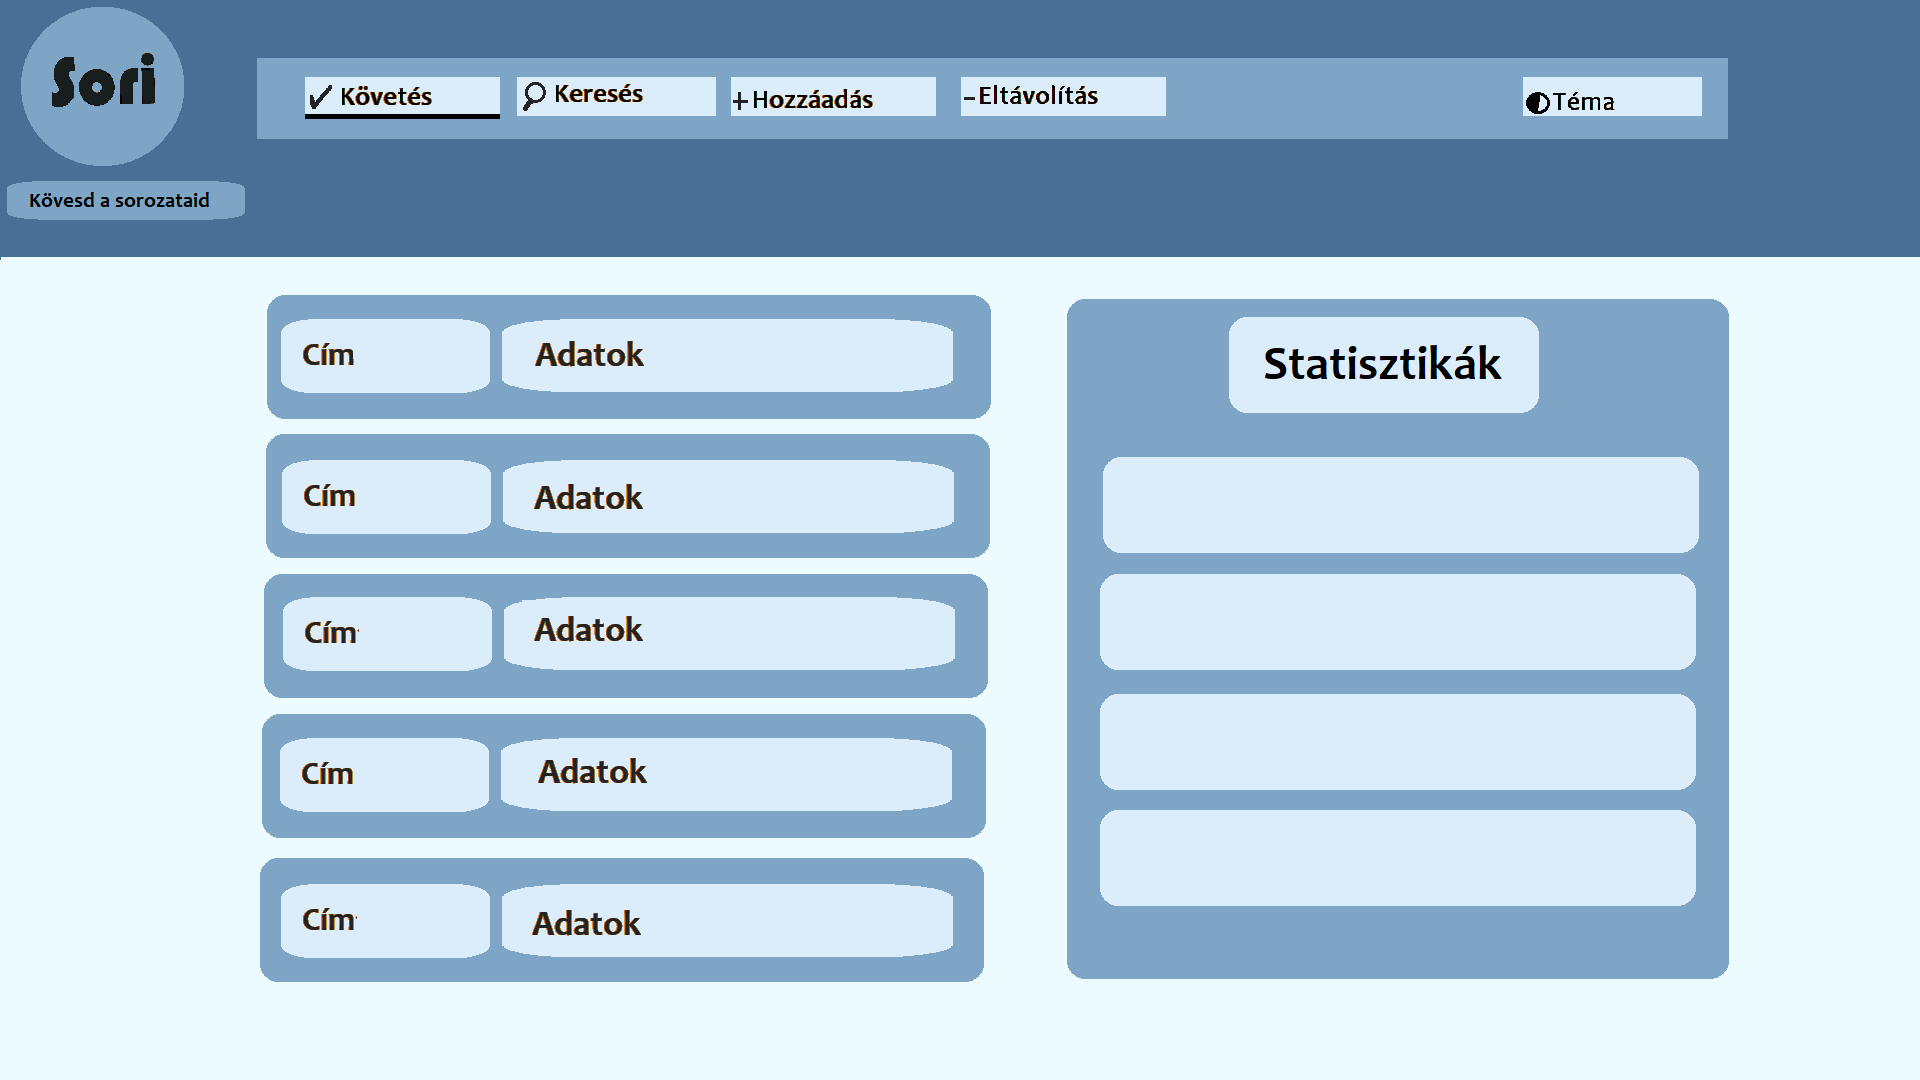 Sori
✓ Követés
Keresés
+Hozzáadás
-Eltávolítás
Téma
Kövesd a sorozataid
Cím
Adatok
Cím
Adatok
Cím
Adatok
Cím
Adatok
Cím
Adatok
Statisztikák